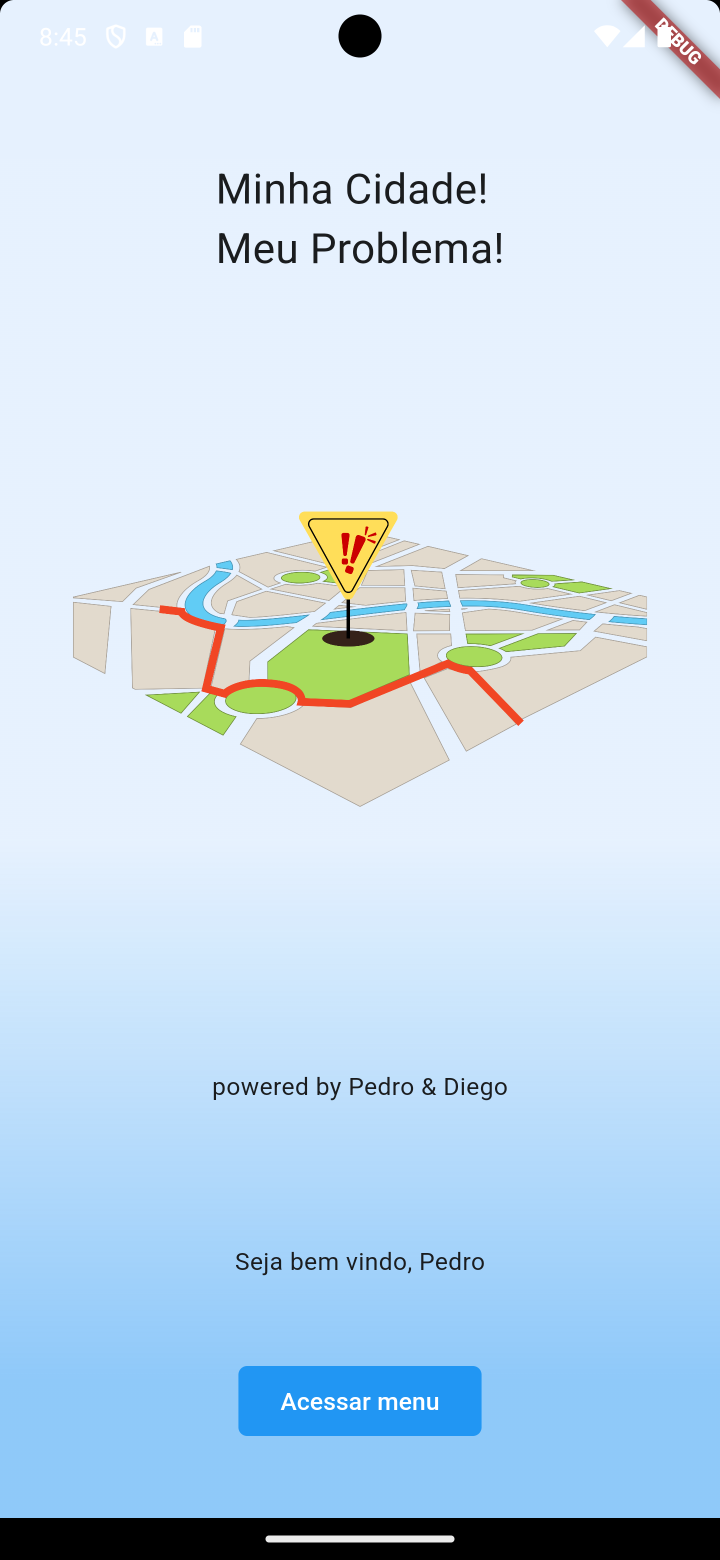 8:45
DEBUG
Minha Cidade!
Meu Problema!
powered by Pedro & Diego
Seja bem vindo, Pedro
Acessar menu